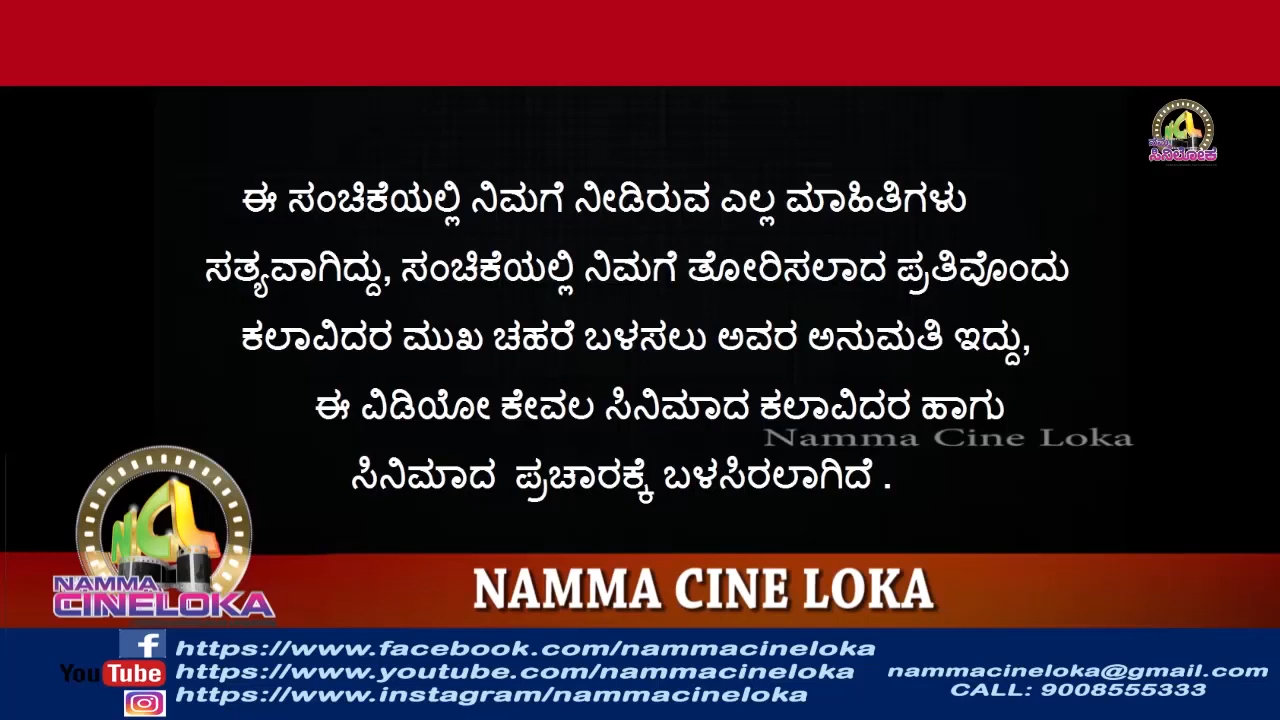 ನಮ್ಮ
ಸಿನಿಲೋಕ
ಈ ಸಂಚಿಕೆಯಲ್ಲಿ ನಿಮಗೆ ನೀಡಿರುವ ಎಲ್ಲ ಮಾಹಿತಿಗಳು
ಸತ್ಯವಾಗಿದ್ದು, ಸಂಚಿಕೆಯಲ್ಲಿ ನಿಮಗೆ ತೋರಿಸಲಾದ ಪ್ರತಿವೊಂದು
ಕಲಾವಿದರ ಮುಖ ಚಹರೆ ಬಳಸಲು ಅವರ ಅನುಮತಿ ಇದ್ದು,
ಈ ವಿಡಿಯೋ ಕೇವಲ ಸಿನಿಮಾದ ಕಲಾವಿದರ ಹಾಗು
Namma Cine Loka
ಸಿನಿಮಾದ ಪ್ರಚಾರಕ್ಕೆ ಬಳಸಿರಲಾಗಿದೆ .
NCL
NAMMA
CINELOKA
NAMMA CINE LOKA
https://www.facebook.com/nammacineloka
YouTube https://www.youtube.com/nammacineloka
https://www.instagram/nammacineloka
nammacineloka@gmail.com
CALL: 9008555333